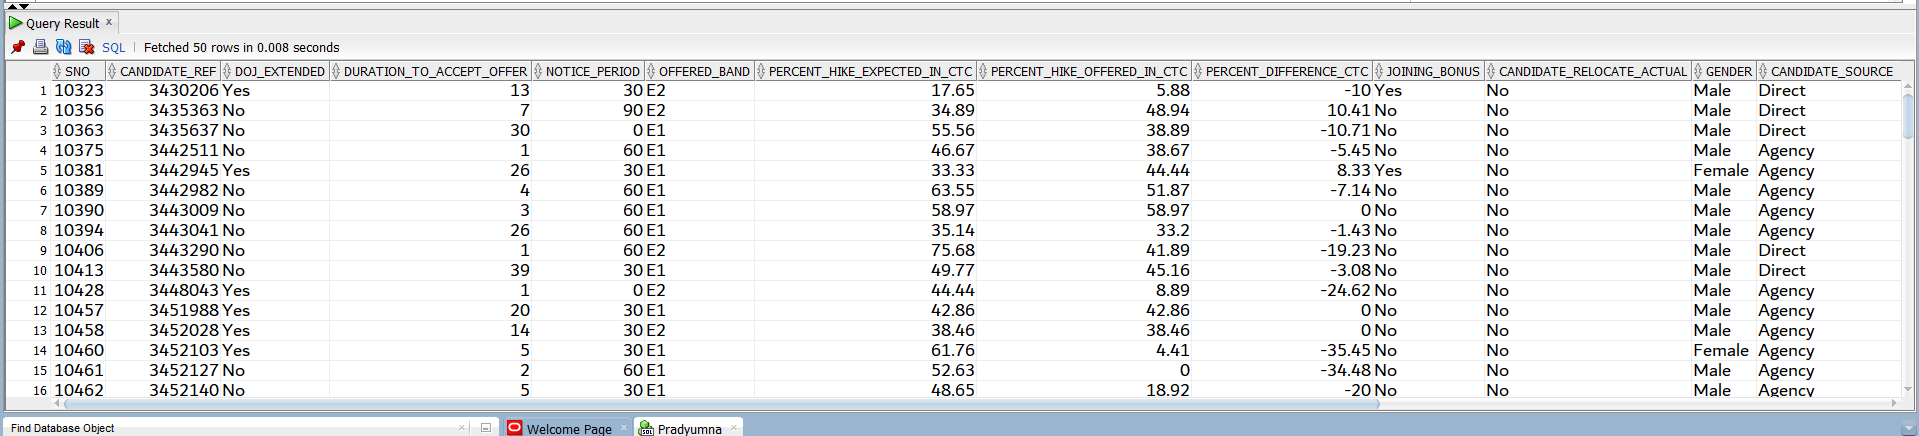 Query Result x
SQL | Fetched 50 rows in 0.008 seconds
SNO CANDIDATE_REF DOJ_EXTENDED DURATION_TO_ACCEPT_OFFER NOTICE_PERIOD OFFERED_BAND PERCENT_HIKE_EXPECTED_IN_CTC PERCENT_HIKE_OFFERED_IN_CTC PERCENT_DIFFERENCE_CTC JOINING_BONUS CANDIDATE_RELOCATE_ACTUAL GENDER CANDIDATE_SOURCE
1 10323 3430206 Yes 13 30 E2 17.65 5.88 -10 Yes No Male Direct
2 10356 3435363 No 7 90 E2 34.89 48.94 10.41 No No Male Direct
3 10363 3435637 No 30 0 E1 55.56 38.89 -10.71 No No Male Direct
4 10375 3442511 No 1 60 E1 46.67 38.67 -5.45 No No Male Agency
5 10381 3442945 Yes 26 30 E1 33.33 44.44 8.33 Yes No Female Agency
6 10389 3442982 No 4 60 E1 63.55 51.87 -7.14 No No Male Agency
7 10390 3443009 No 3 60 E1 58.97 58.97 0 No No Male Agency
8 10394 3443041 No 26 60 E1 35.14 33.2 -1.43 No No Male Agency
9 10406 3443290 No 1 60 E2 75.68 41.89 -19.23 No No Male Direct
10 10413 3443580 No 39 30 E1 49.77 45.16 -3.08 No No Male Direct
11 10428 3448043 Yes 1 0 E2 44.44 8.89 -24.62 No No Male Agency
12 10457 3451988 Yes 20 30 E1 42.86 42.86 0 No No Male Agency
13 10458 3452028 Yes 14 30 E2 38.46 38.46 0 No No Male Agency
14 10460 3452103 Yes 5 30 E1 61.76 4.41 -35.45 No No Female Agency
15 10461 3452127 No 2 60 E1 52.63 0 -34.48 No No Male Agency
16 10462 3452140 No 5 30 E1 48.65 18.92 -20 No No Male Agency
Find Database Object Welcome Page Pradyumna